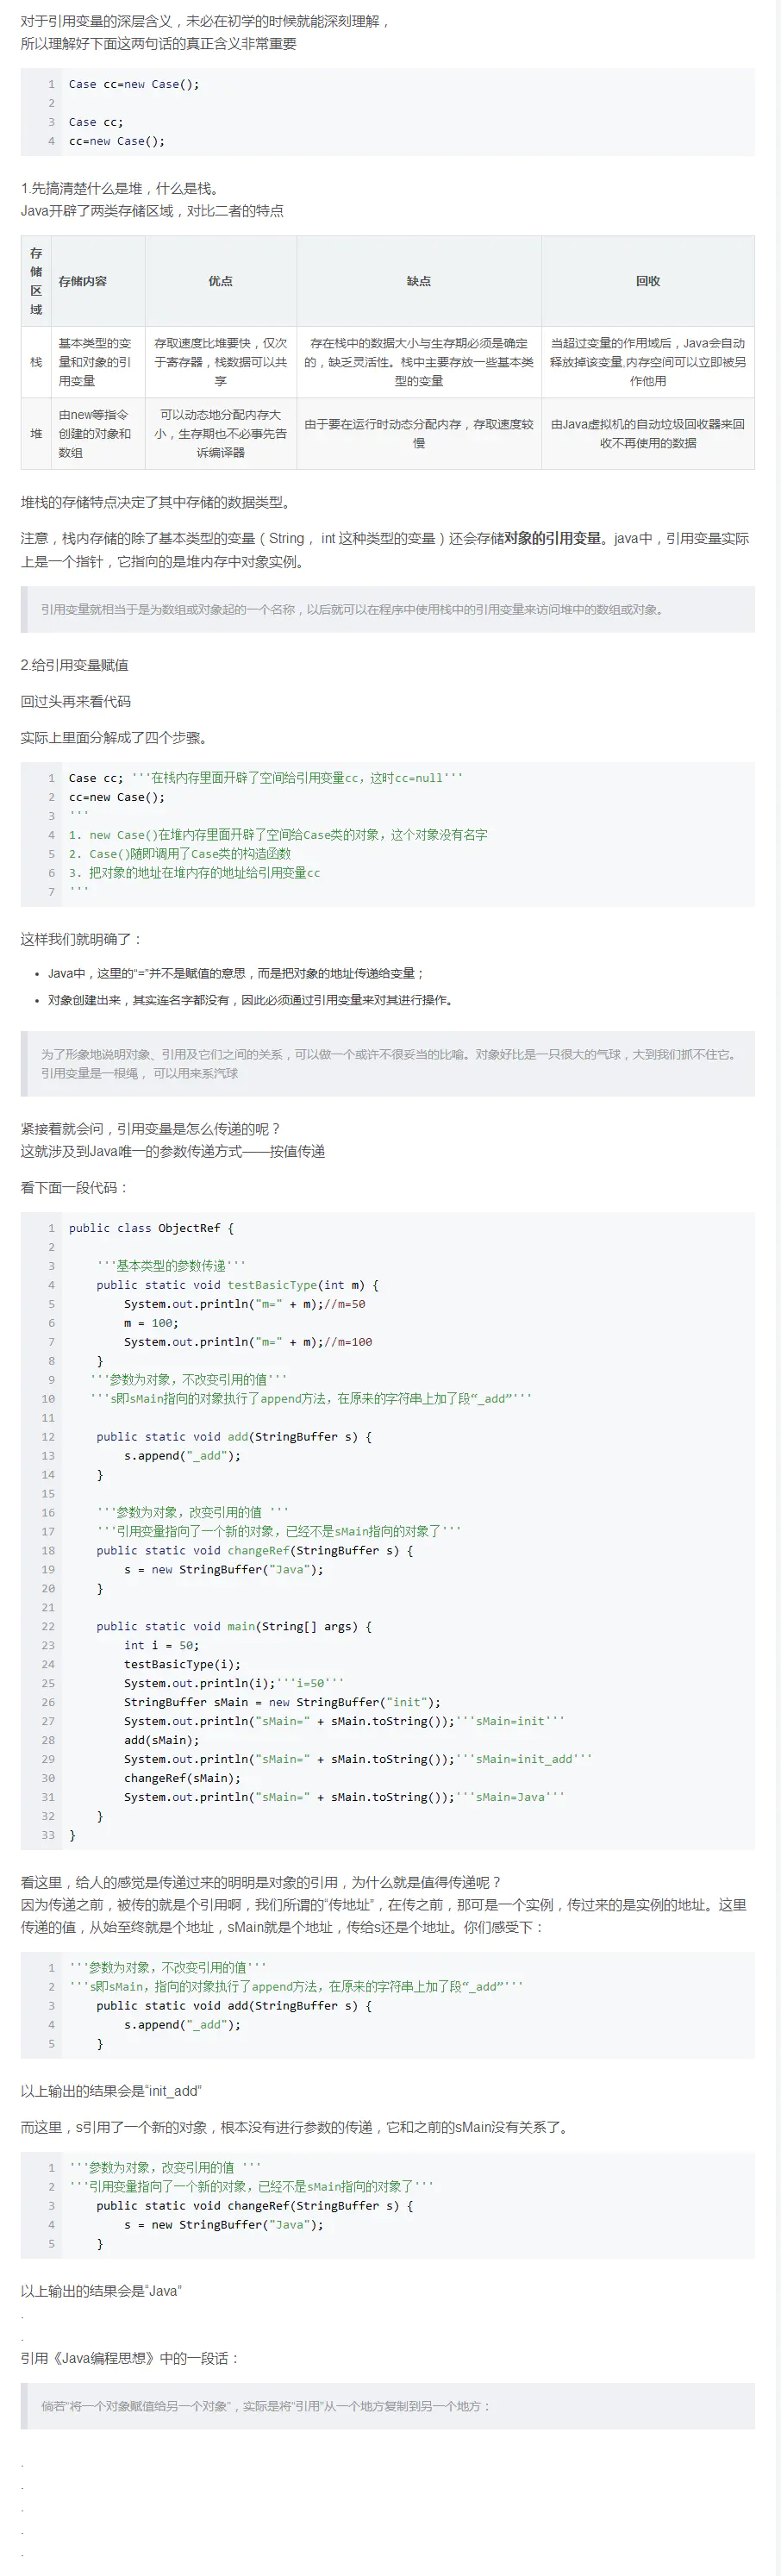 对于引用变量的深层含义，未必在初学的时候就能深刻理解，
所以理解好下面这两句话的真正含义非常重要
1 Case cc=new Case();
2
3 Case cc;
4 cc=new Case();
1.先搞清楚什么是堆，什么是栈。
Java开辟了两类存储区域，对比二者的特点
存储区域 存储内容 优点 缺点 回收
栈 基本类型的变量和对象的引用变量 存取速度比堆要快，仅次于寄存器，栈数据可以共享 存在栈中的数据大小与生存期必须是确定的，缺乏灵活性。栈中主要存放一些基本类型的变量 当超过变量的作用域后，Java会自动释放掉该变量,内存空间可以立即被另作他用
堆 由new等指令创建的对象和数组 可以动态地分配内存大小，生存期也不必事先告诉编译器 由于要在运行时动态分配内存，存取速度较慢 由Java虚拟机的自动垃圾回收器来回收不再使用的数据
堆栈的存储特点决定了其中存储的数据类型。
注意，栈内存储的除了基本类型的变量（String， int 这种类型的变量）还会存储对象的引用变量。java中，引用变量实际
上是一个指针，它指向的是堆内存中对象实例。
引用变量就相当于是为数组或对象起的一个名称，以后就可以在程序中使用栈中的引用变量来访问堆中的数组或对象。
2.给引用变量赋值
回过头再来看代码
实际上里面分解成了四个步骤。
1 Case cc; '''在栈内存里面开辟了空间给引用变量cc，这时cc=null'''
2 cc=new Case();
3 '''
4 1. new Case()在堆内存里面开辟了空间给Case类的对象，这个对象没有名字
5 2. Case()随即调用了Case类的构造函数
6 3. 把对象的地址在堆内存的地址给引用变量cc
7 '''
这样我们就明确了：
• Java中，这里的“=”并不是赋值的意思，而是把对象的地址传递给变量；
• 对象创建出来，其实连名字都没有，因此必须通过引用变量来对其进行操作。
为了形象地说明对象、引用及它们之间的关系，可以做一个或许不很妥当的比喻。对象好比是一只很大的气球，大到我们抓不住它。
引用变量是一根绳， 可以用来系汽球
紧接着就会问，引用变量是怎么传递的呢？
这就涉及到Java唯一的参数传递方式——按值传递
看下面一段代码：
1 public class ObjectRef {
2
3     '''基本类型的参数传递'''
4     public static void testBasicType(int m) {
5         System.out.println("m=" + m);//m=50
6         m = 100;
7         System.out.println("m=" + m);//m=100
8     }
9    '''参数为对象，不改变引用的值'''
10    '''s即sMain指向的对象执行了append方法，在原来的字符串上加了段“_add”'''
11
12     public static void add(StringBuffer s) {
13         s.append("_add");
14     }
15
16     '''参数为对象，改变引用的值 '''
17     '''引用变量指向了一个新的对象，已经不是sMain指向的对象了'''
18     public static void changeRef(StringBuffer s) {
19         s = new StringBuffer("Java");
20     }
21
22     public static void main(String[] args) {
23         int i = 50;
24         testBasicType(i);
25         System.out.println(i);'''i=50'''
26         StringBuffer sMain = new StringBuffer("init");
27         System.out.println("sMain=" + sMain.toString());'''sMain=init'''
28         add(sMain);
29         System.out.println("sMain=" + sMain.toString());'''sMain=init_add'''
30         changeRef(sMain);
31         System.out.println("sMain=" + sMain.toString());'''sMain=Java'''
32     }
33 }
看这里，给人的感觉是传递过来的明明是对象的引用，为什么就是值得传递呢？
因为传递之前，被传的就是个引用啊，我们所谓的“传地址”，在传之前，那可是一个实例，传过来的是实例的地址。这里
传递的值，从始至终就是个地址，sMain就是个地址，传给s还是个地址。你们感受下：
1 '''参数为对象，不改变引用的值'''
2 '''s即sMain，指向的对象执行了append方法，在原来的字符串上加了段“_add”'''
3     public static void add(StringBuffer s) {
4         s.append("_add");
5     }
以上输出的结果会是“init_add”
而这里，s引用了一个新的对象，根本没有进行参数的传递，它和之前的sMain没有关系了。
1 '''参数为对象，改变引用的值 '''
2 '''引用变量指向了一个新的对象，已经不是sMain指向的对象了'''
3     public static void changeRef(StringBuffer s) {
4         s = new StringBuffer("Java");
5     }
以上输出的结果会是“Java”
.
.
引用《Java编程思想》中的一段话：
倘若“将一个对象赋值给另一个对象”，实际是将“引用”从一个地方复制到另一个地方：
.
.
.
.
.